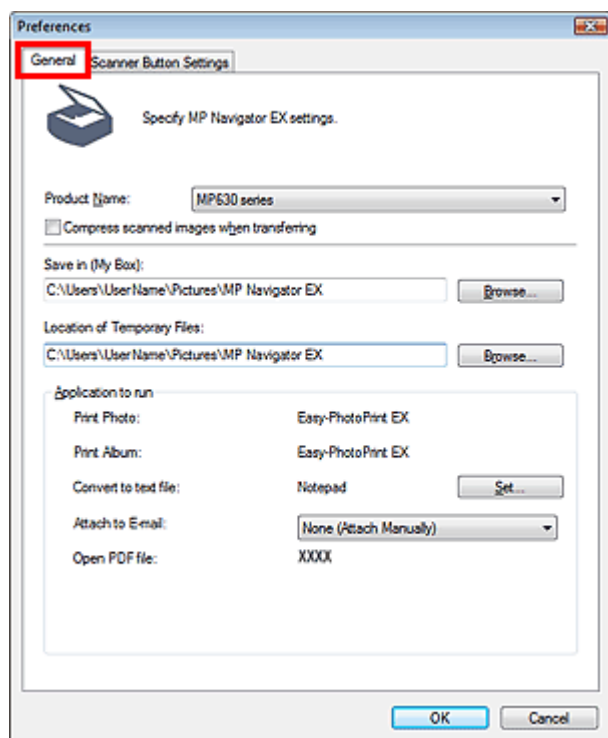 Preferences
General
Scanner Button Settings
Specify MP Navigator EX settings.
Product Name: MP630 series
Compress scanned images when transferring
Save in (My Box):
C:\Users\UserName\Pictures\MP Navigator EX Browse...
Location of Temporary Files:
C:\Users\UserName\Pictures\MP Navigator EX Browse...
Application to run
Print Photo: Easy-PhotoPrint EX
Print Album: Easy-PhotoPrint EX
Convert to text file: Notepad Set...
Attach to E-mail: None (Attach Manually)
Open PDF file: XXXX
OK Cancel